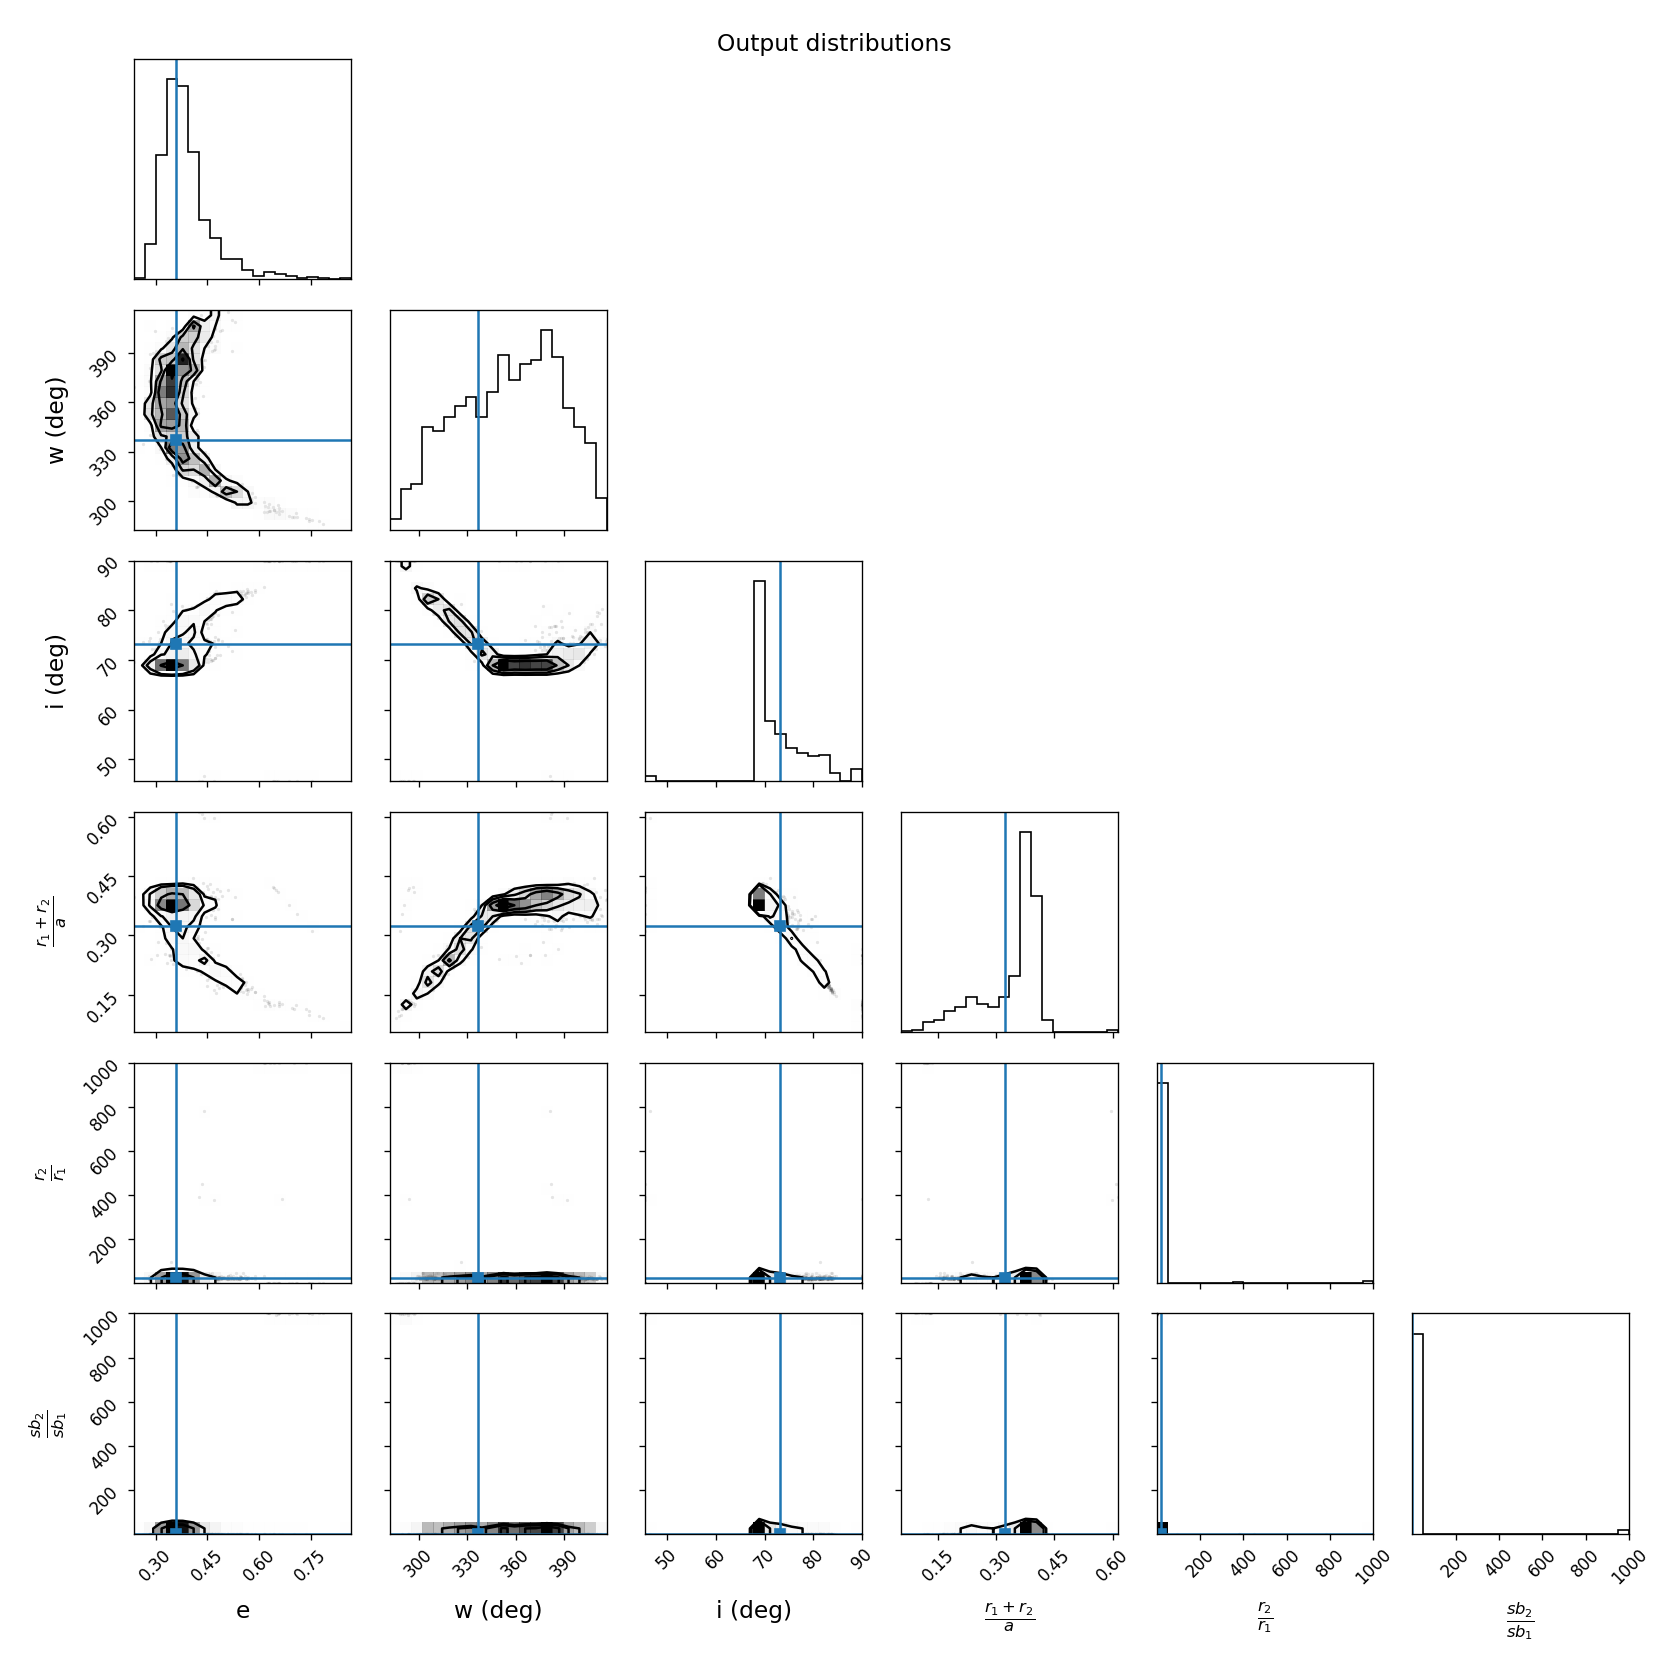 Output distributions
390
360
330
300
w (deg)
90
80
70
60
50
i (deg)
0.60
0.45
0.30
0.15
r₁ + r₂
a
1000
800
600
400
200
r₂
r₁
1000
800
600
400
200
sb₂
sb₁
0.30 0.45 0.60 0.75
300 330 360 390
50 60 70 80 90
0.15 0.30 0.45 0.60
200 400 600 800 1000
200 400 600 800 1000
e
w (deg)
i (deg)
r₁ + r₂
a
r₂
r₁
sb₂
sb₁